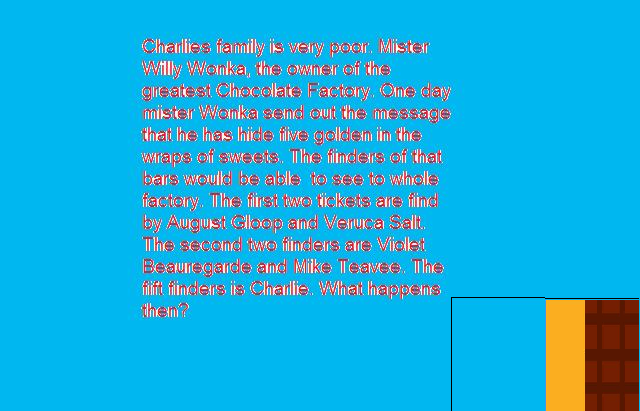 Charlies family is very poor. Mister
Willy Wonka, the owner of the
greatest Chocolate Factory. One day
mister Wonka send out the message
that he has hide five golden in the
wraps of sweets. The finders of that
bars would be able  to see to whole
factory. The first two tickets are find
by August Gloop and Veruca Salt.
The second two finders are Violet
Beauregarde and Mike Teavee. The
fift finders is Charlie. What happens
then?